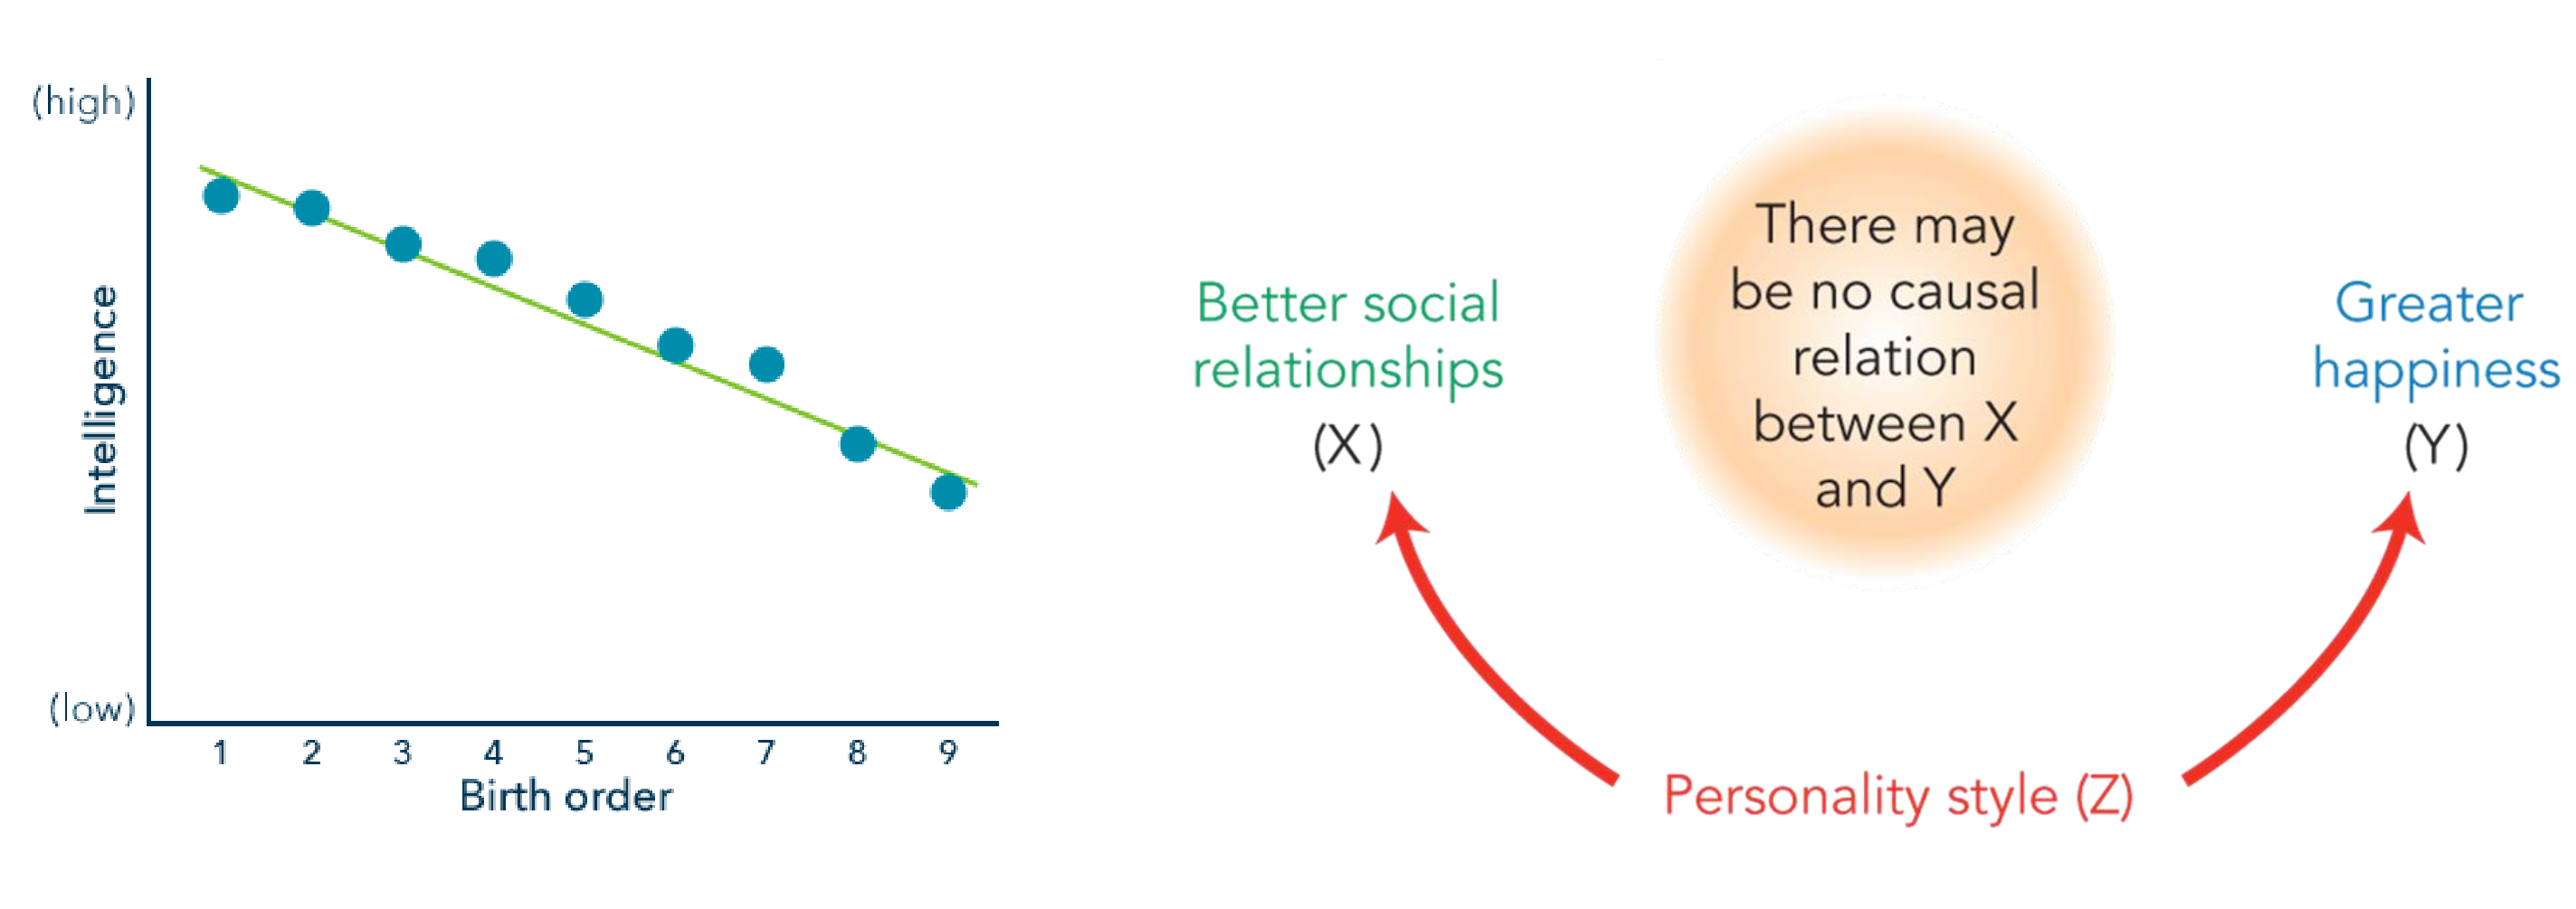 (high)
Intelligence
(low)
1 2 3 4 5 6 7 8 9
Birth order
Better social
relationships
(X)
There may
be no causal
relation
between X
and Y
Greater
happiness
(Y)
Personality style (Z)